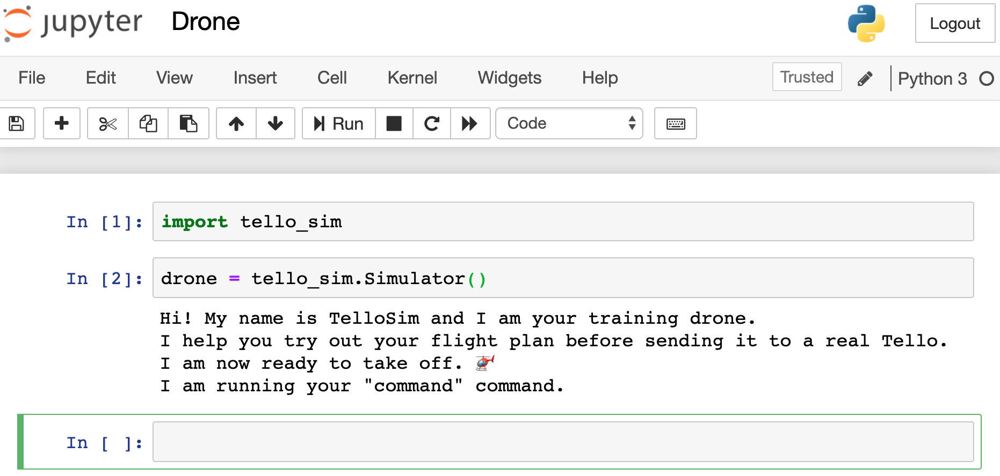 jupyter Drone Logout
File Edit View Insert Cell Kernel Widgets Help Trusted Python 3
Run Code
In [1]: import tello_sim
In [2]: drone = tello_sim.Simulator()
Hi! My name is TelloSim and I am your training drone.
I help you try out your flight plan before sending it to a real Tello.
I am now ready to take off. 🚁
I am running your "command" command.
In [ ]: